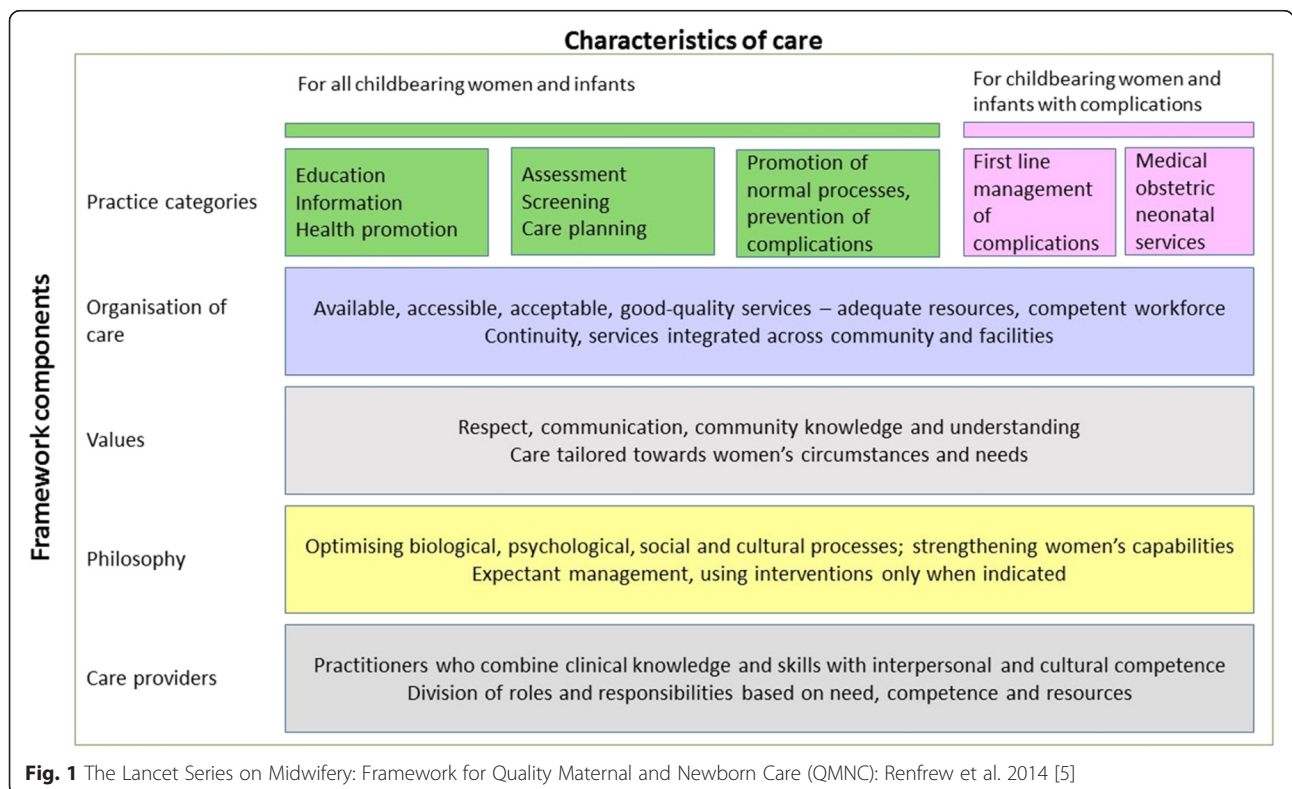 Characteristics of care
For all childbearing women and infants
For childbearing women and
infants with complications
Framework components
Practice categories
Education
Information
Health promotion
Assessment
Screening
Care planning
Promotion of
normal processes,
prevention of
complications
First line
management
of
complications
Medical
obstetric
neonatal
services
Organisation of
care
Available, accessible, acceptable, good-quality services – adequate resources, competent workforce
Continuity, services integrated across community and facilities
Values
Respect, communication, community knowledge and understanding
Care tailored towards women's circumstances and needs
Philosophy
Optimising biological, psychological, social and cultural processes; strengthening women's capabilities
Expectant management, using interventions only when indicated
Care providers
Practitioners who combine clinical knowledge and skills with interpersonal and cultural competence
Division of roles and responsibilities based on need, competence and resources
Fig. 1 The Lancet Series on Midwifery: Framework for Quality Maternal and Newborn Care (QMNC): Renfrew et al. 2014 [5]